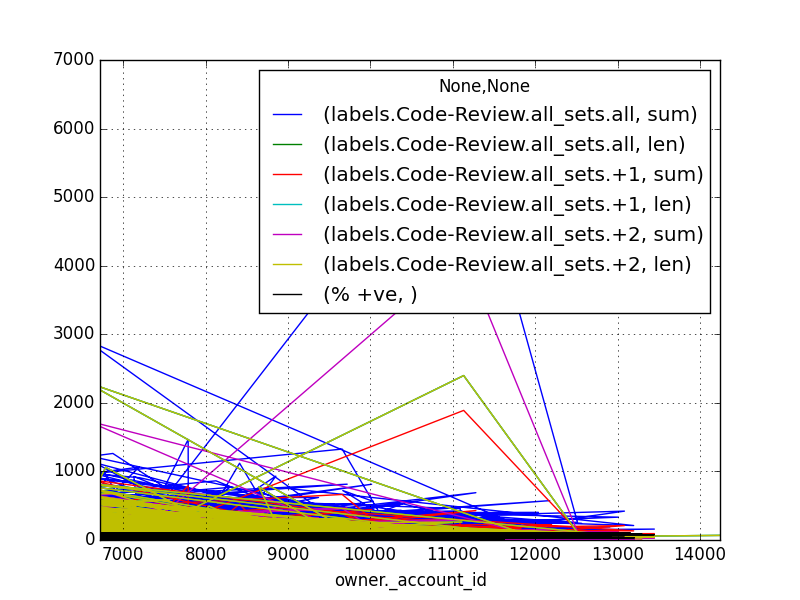 7000
6000
5000
4000
3000
2000
1000
0
None,None
(labels.Code-Review.all_sets.all, sum)
(labels.Code-Review.all_sets.all, len)
(labels.Code-Review.all_sets.+1, sum)
(labels.Code-Review.all_sets.+1, len)
(labels.Code-Review.all_sets.+2, sum)
(labels.Code-Review.all_sets.+2, len)
(% +ve, )
7000 8000 9000 10000 11000 12000 13000 14000
owner._account_id